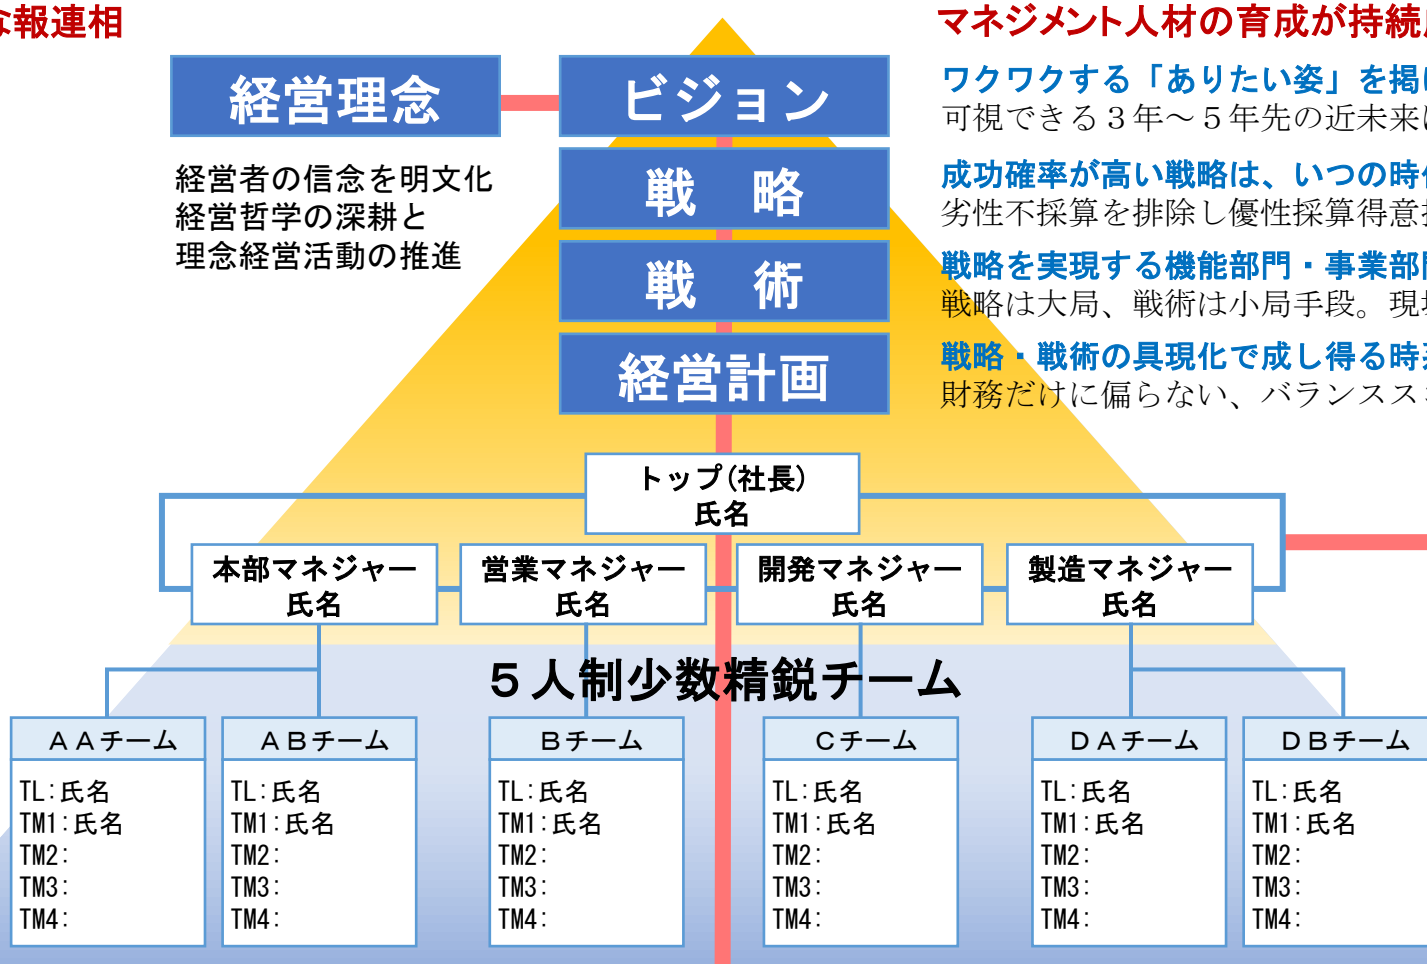 な報連相
マネジメント人材の育成が持続
経営理念
ビジョン
ワクワクする「ありたい姿」を掲げ
可視できる３年～５年先の近未来
経営者の信念を明文化
経営哲学の深耕と
理念経営活動の推進
戦　略
成功確率が高い戦略は、いつの時代
劣性不採算を排除し優性採算得意
戦　術
戦略を実現する機能部門・事業部門
戦略は大局、戦術は小局手段。現場
経営計画
戦略・戦術の具現化で成し得る時
財務だけに偏らない、バランスス
トップ(社長)
氏名
本部マネジャー
氏名
営業マネジャー
氏名
開発マネジャー
氏名
製造マネジャー
氏名
５人制少数精鋭チーム
ＡＡチーム
TL:氏名
TM1:氏名
TM2:
TM3:
TM4:
ＡＢチーム
TL:氏名
TM1:氏名
TM2:
TM3:
TM4:
Ｂチーム
TL:氏名
TM1:氏名
TM2:
TM3:
TM4:
Ｃチーム
TL:氏名
TM1:氏名
TM2:
TM3:
TM4:
ＤＡチーム
TL:氏名
TM1:氏名
TM2:
TM3:
TM4:
ＤＢチーム
TL:氏名
TM1:氏名
TM2:
TM3:
TM4: